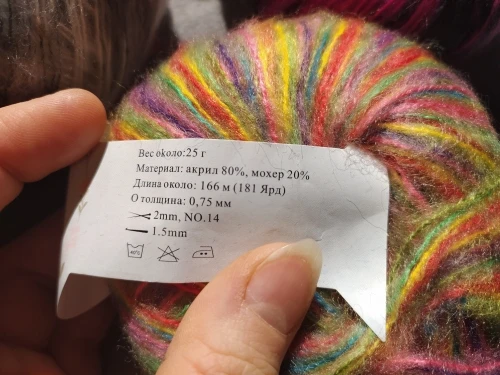 Вес около:25 г
Материал: акрил 80%, мохер 20%
Длина около: 166 м (181 Ярд)
О толщина: 0,75 мм
2mm, NO.14
1.5mm
40°C